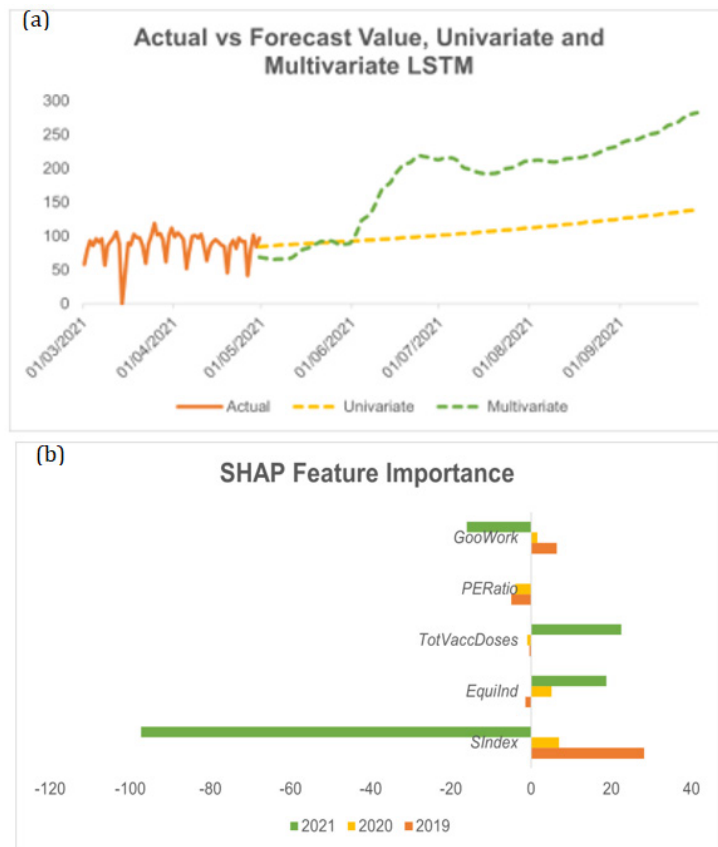 (a)
Actual vs Forecast Value, Univariate and
Multivariate LSTM
300
250
200
150
100
50
0
01/03/2021
01/04/2021
01/05/2021
01/06/2021
01/07/2021
01/08/2021
01/09/2021
Actual Univariate Multivariate
(b)
SHAP Feature Importance
GooWork
PERatio
TotVaccDoses
EquiInd
SIndex
-120 -100 -80 -60 -40 -20 0 20 40
2021 2020 2019